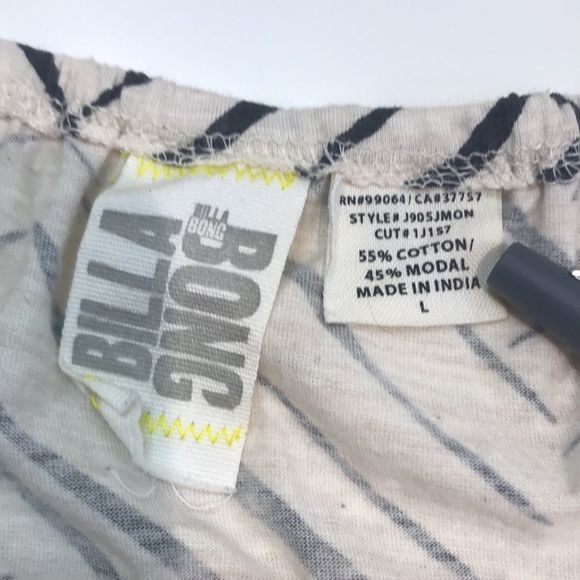 BILLA
BONG
BILLA
BONG
RN#99064/CA#37757
STYLE# J905JMON
CUT# 1J157
55% COTTON/
45% MODAL
MADE IN INDIA
L